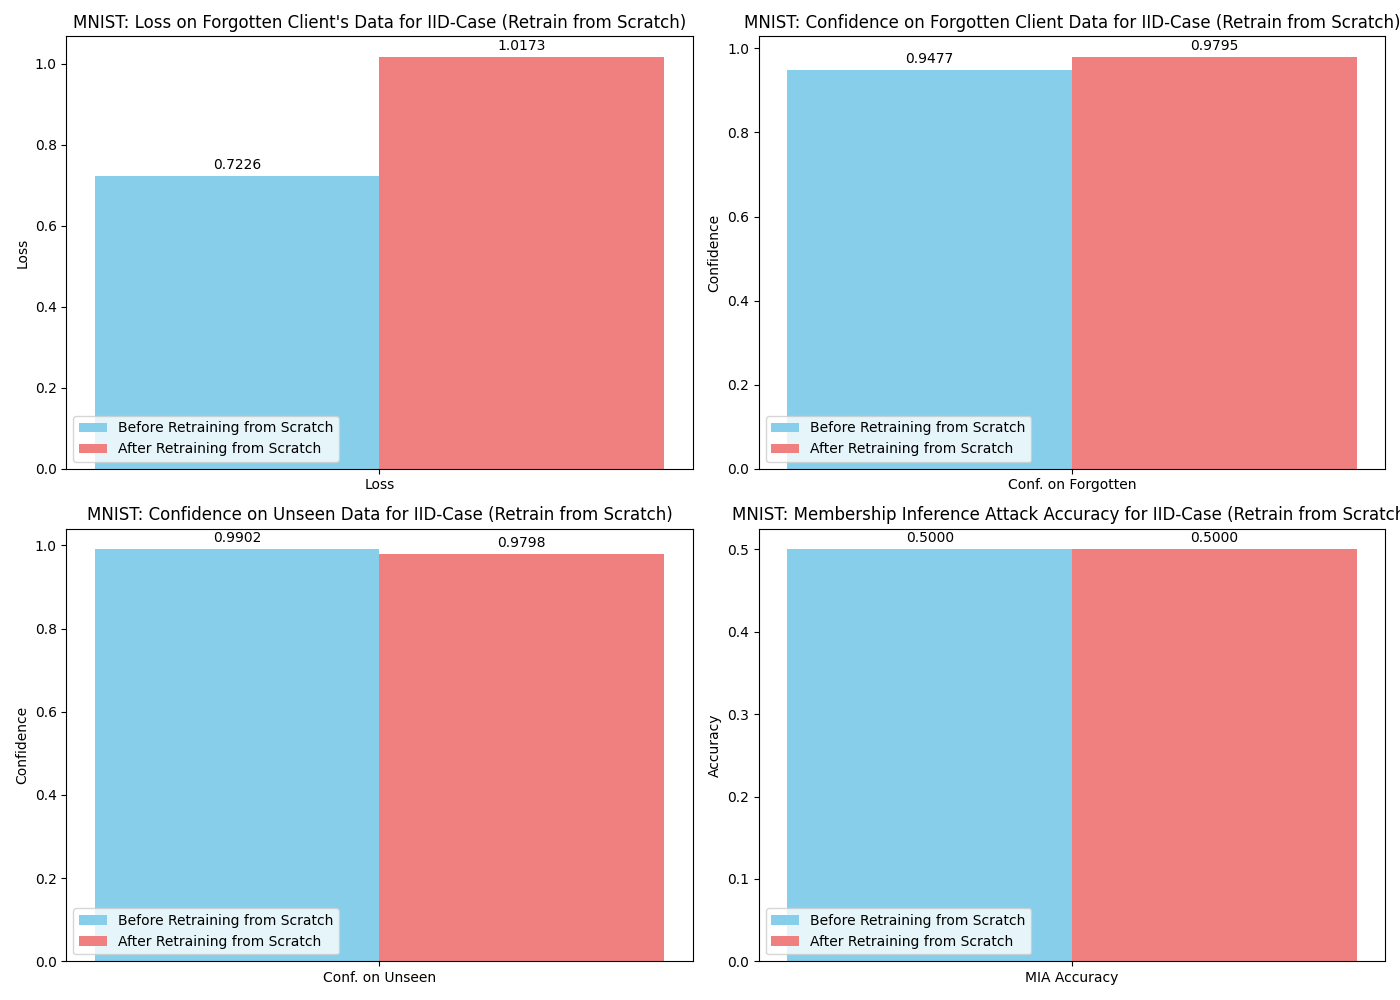 MNIST: Loss on Forgotten Client's Data for IID-Case (Retrain from Scratch)
1.0173
0.7226
1.0
0.8
0.6
0.4
0.2
0.0
Loss
Before Retraining from Scratch
After Retraining from Scratch
Loss
MNIST: Confidence on Forgotten Client Data for IID-Case (Retrain from Scratch)
0.9477
0.9795
1.0
0.8
0.6
0.4
0.2
0.0
Confidence
Before Retraining from Scratch
After Retraining from Scratch
Conf. on Forgotten
MNIST: Confidence on Unseen Data for IID-Case (Retrain from Scratch)
0.9902
0.9798
1.0
0.8
0.6
0.4
0.2
0.0
Confidence
Before Retraining from Scratch
After Retraining from Scratch
Conf. on Unseen
MNIST: Membership Inference Attack Accuracy for IID-Case (Retrain from Scratch
0.5000
0.5000
0.5
0.4
0.3
0.2
0.1
0.0
Accuracy
Before Retraining from Scratch
After Retraining from Scratch
MIA Accuracy